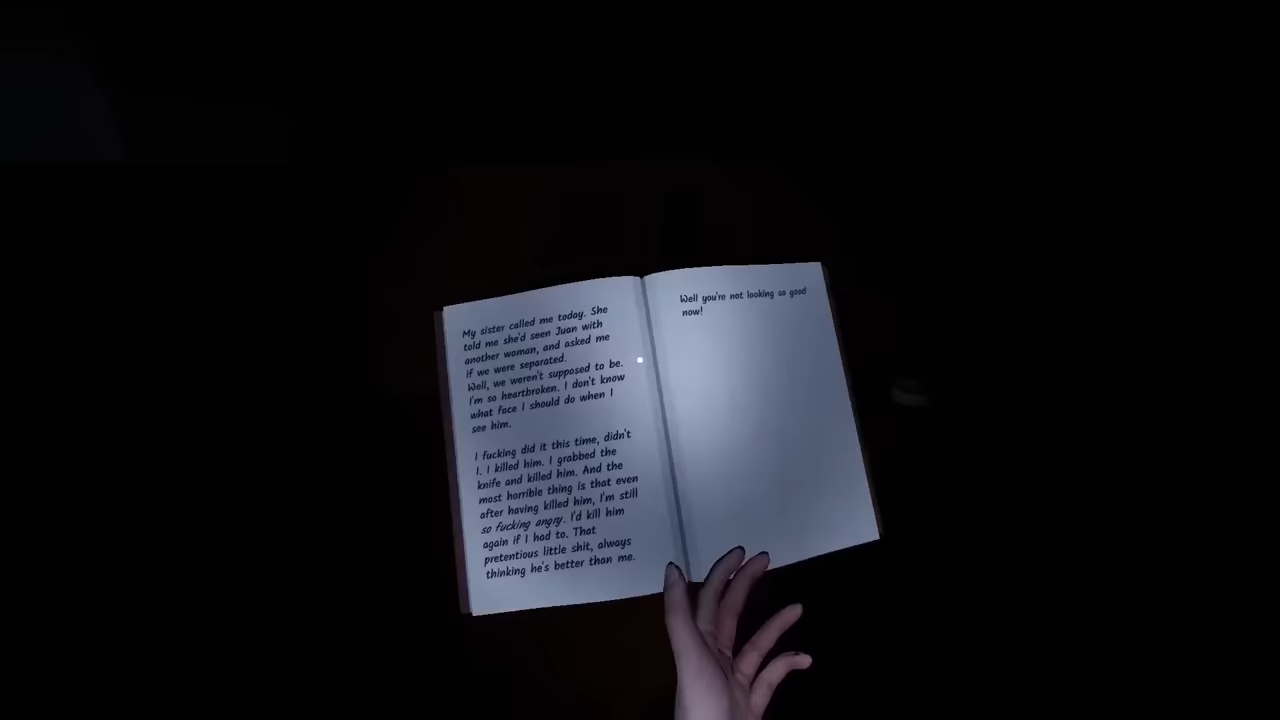 My sister called me today. She
told me she'd seen Juan with
another woman, and asked me
if we were separated.
Well, we weren't supposed to be.
I'm so heartbroken. I don't know
what face I should do when I
see him.
I fucking did it this time, didn't
I. I killed him. I grabbed the
knife and killed him. And the
most horrible thing is that even
after having killed him, I'm still
so fucking angry. I'd kill him
again if I had to. That
pretentious little shit, always
thinking he's better than me.
Well you're not looking so good
now!